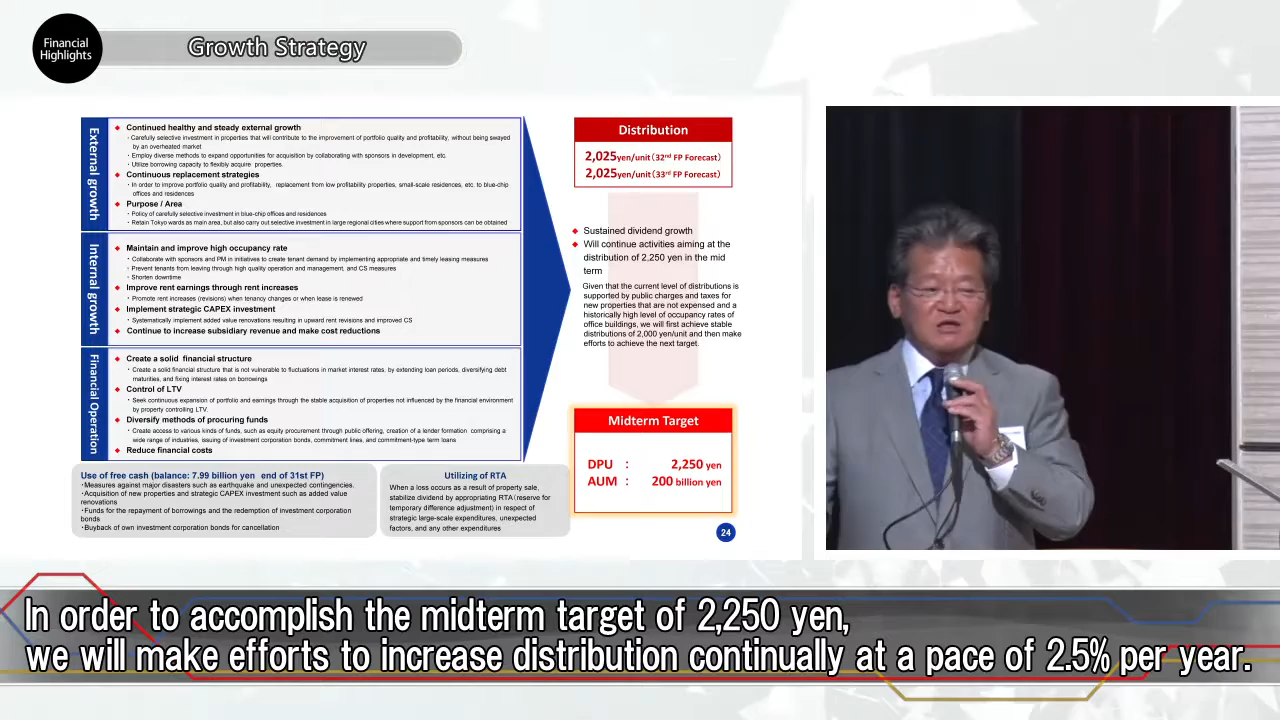 Financial
Highlights
Growth Strategy
External growth
◆ Continued healthy and steady external growth
・Carefully selective investment in properties that will contribute to the improvement of portfolio quality and profitability, without being swayed
by an overheated market
・Employ diverse methods to expand opportunities for acquisition by collaborating with sponsors in development, etc.
・Utilize borrowing capacity to flexibly acquire properties.
◆ Continuous replacement strategies
・In order to improve portfolio quality and profitability, replacement from low profitability properties, small-scale residences, etc. to blue-chip
offices and residences
◆ Purpose / Area
・Policy of carefully selective investment in blue-chip offices and residences
・Retain Tokyo wards as main area, but also carry out selective investment in large regional cities where support from sponsors can be obtained
Internal growth
◆ Maintain and improve high occupancy rate
・Collaborate with sponsors and PM in initiatives to create tenant demand by implementing appropriate and timely leasing measures
・Prevent tenants from leaving through high quality operation and management, and CS measures
・Shorten downtime
◆ Improve rent earnings through rent increases
・Promote rent increases (revisions) when tenancy changes or when lease is renewed
◆ Implement strategic CAPEX investment
・Systematically implement added value renovations resulting in upward rent revisions and improved CS
◆ Continue to increase subsidiary revenue and make cost reductions
Financial Operation
◆ Create a solid financial structure
・Create a solid financial structure that is not vulnerable to fluctuations in market interest rates, by extending loan periods, diversifying debt
maturities, and fixing interest rates on borrowings
◆ Control of LTV
・Seek continuous expansion of portfolio and earnings through the stable acquisition of properties not influenced by the financial environment
by property controlling LTV.
◆ Diversify methods of procuring funds
・Create access to various kinds of funds, such as equity procurement through public offering, creation of a lender formation comprising a
wide range of industries, issuing of investment corporation bonds, commitment lines, and commitment-type term loans
◆ Reduce financial costs
Use of free cash (balance: 7.99 billion yen end of 31st FP)
・Measures against major disasters such as earthquake and unexpected contingencies.
・Acquisition of new properties and strategic CAPEX investment such as added value
renovations
・Funds for the repayment of borrowings and the redemption of investment corporation
bonds
・Buyback of own investment corporation bonds for cancellation
Utilizing of RTA
When a loss occurs as a result of property sale,
stabilize dividend by appropriating RTA(reserve for
temporary difference adjustment) in respect of
strategic large-scale expenditures, unexpected
factors, and any other expenditures
Distribution
2,025yen/unit（32nd FP Forecast）
2,025yen/unit（33rd FP Forecast）
◆ Sustained dividend growth
◆ Will continue activities aiming at the
distribution of 2,250 yen in the mid
term
Given that the current level of distributions is
supported by public charges and taxes for
new properties that are not expensed and a
historically high level of occupancy rates of
office buildings, we will first achieve stable
distributions of 2,000 yen/unit and then make
efforts to achieve the next target.
Midterm Target
DPU ： 2,250 yen
AUM ： 200 billion yen
24
In order to accomplish the midterm target of 2,250 yen,
we will make efforts to increase distribution continually at a pace of 2.5% per year.